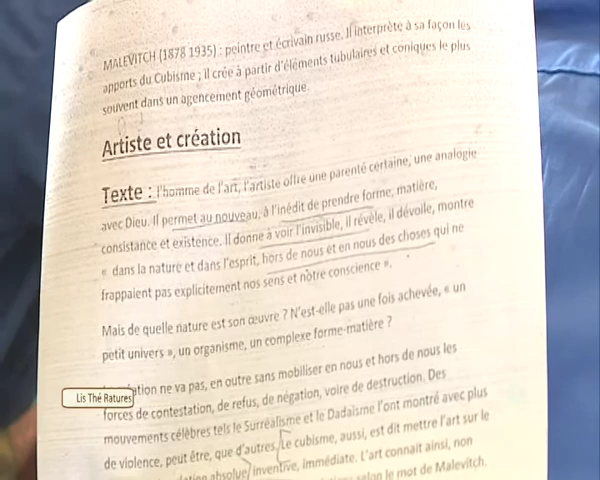 MALEVITCH (1878 1935) : peintre et écrivain russe. Il interprète à sa façon les
apports du Cubisme ; il crée à partir d'éléments tubulaires et coniques le plus
souvent dans un agencement géométrique.
Artiste et création
Texte : l'homme de l'art, l'artiste offre une parenté certaine, une analogie
avec Dieu. Il permet au nouveau, à l'inédit de prendre forme, matière,
consistance et existence. Il donne à voir l'invisible, il révèle, il dévoile, montre
« dans la nature et dans l'esprit, hors de nous et en nous des choses qui ne
frappaient pas explicitement nos sens et notre conscience ».
Mais de quelle nature est son œuvre ? N'est-elle pas une fois achevée, « un
petit univers », un organisme, un complexe forme-matière ?
ation ne va pas, en outre sans mobiliser en nous et hors de nous les
Lis Thé Ratures
forces de contestation, de refus, de négation, voire de destruction. Des
mouvements célèbres tels le Surréalisme et le Dadaïsme l'ont montré avec plus
de violence, peut être, que d'autres. Le cubisme, aussi, est dit mettre l'art sur le
absolue, inventive, immédiate. L'art connait ainsi, non
selon le mot de Malevitch.